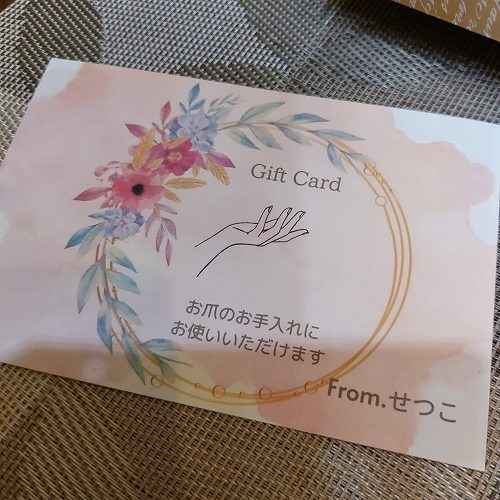 Gift Card
お爪のお手入れに
お使いいただけます
From.せつこ